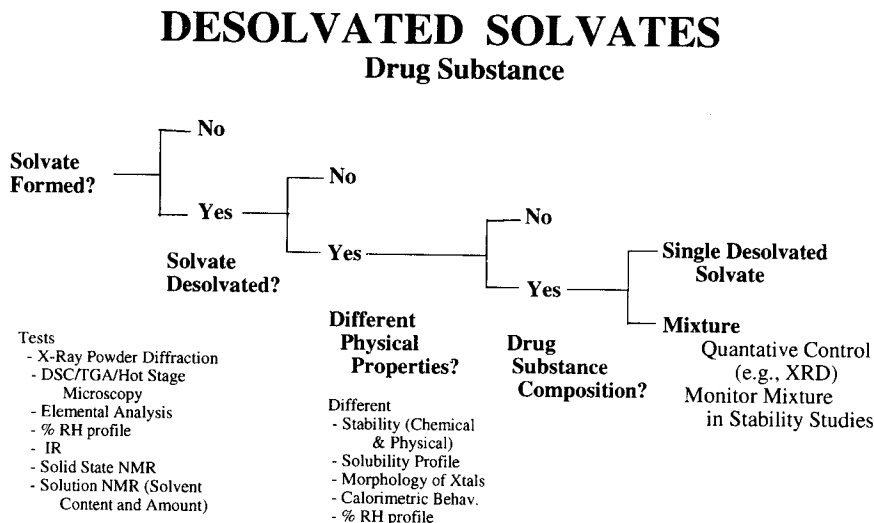 DESOLVATED SOLVATES
Drug Substance
Solvate
Formed?
No
Yes
Solvate
Desolvated?
No
Yes
Different
Physical
Properties?
No
Yes
Drug
Substance
Composition?
Single Desolvated
Solvate
Mixture
Quantative Control
(e.g., XRD)
Monitor Mixture
in Stability Studies
Tests
- X-Ray Powder Diffraction
- DSC/TGA/Hot Stage
Microscopy
- Elemental Analysis
- % RH profile
- IR
- Solid State NMR
- Solution NMR (Solvent
Content and Amount)
Different
- Stability (Chemical
& Physical)
- Solubility Profile
- Morphology of Xtals
- Calorimetric Behav.
- % RH profile